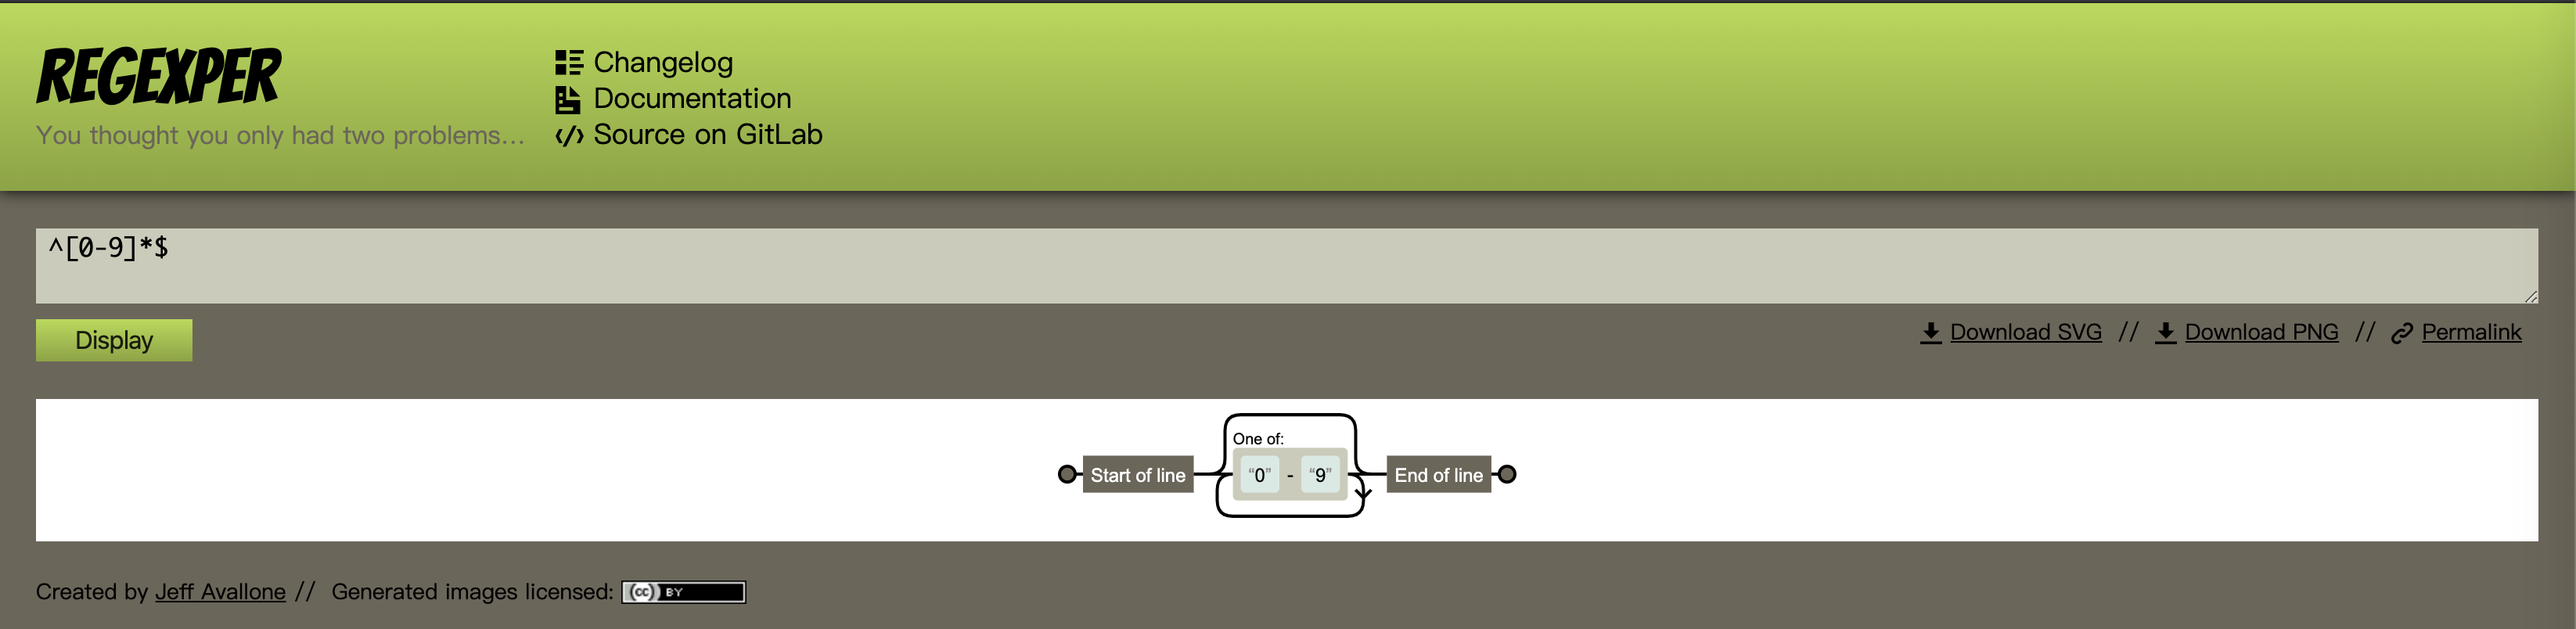 REGEXPER
You thought you only had two problems...
Changelog
Documentation
Source on GitLab
^[0-9]*$
Display
Download SVG // Download PNG // Permalink
One of:
Start of line “0” - “9” End of line
Created by Jeff Avallone // Generated images licensed: cc BY